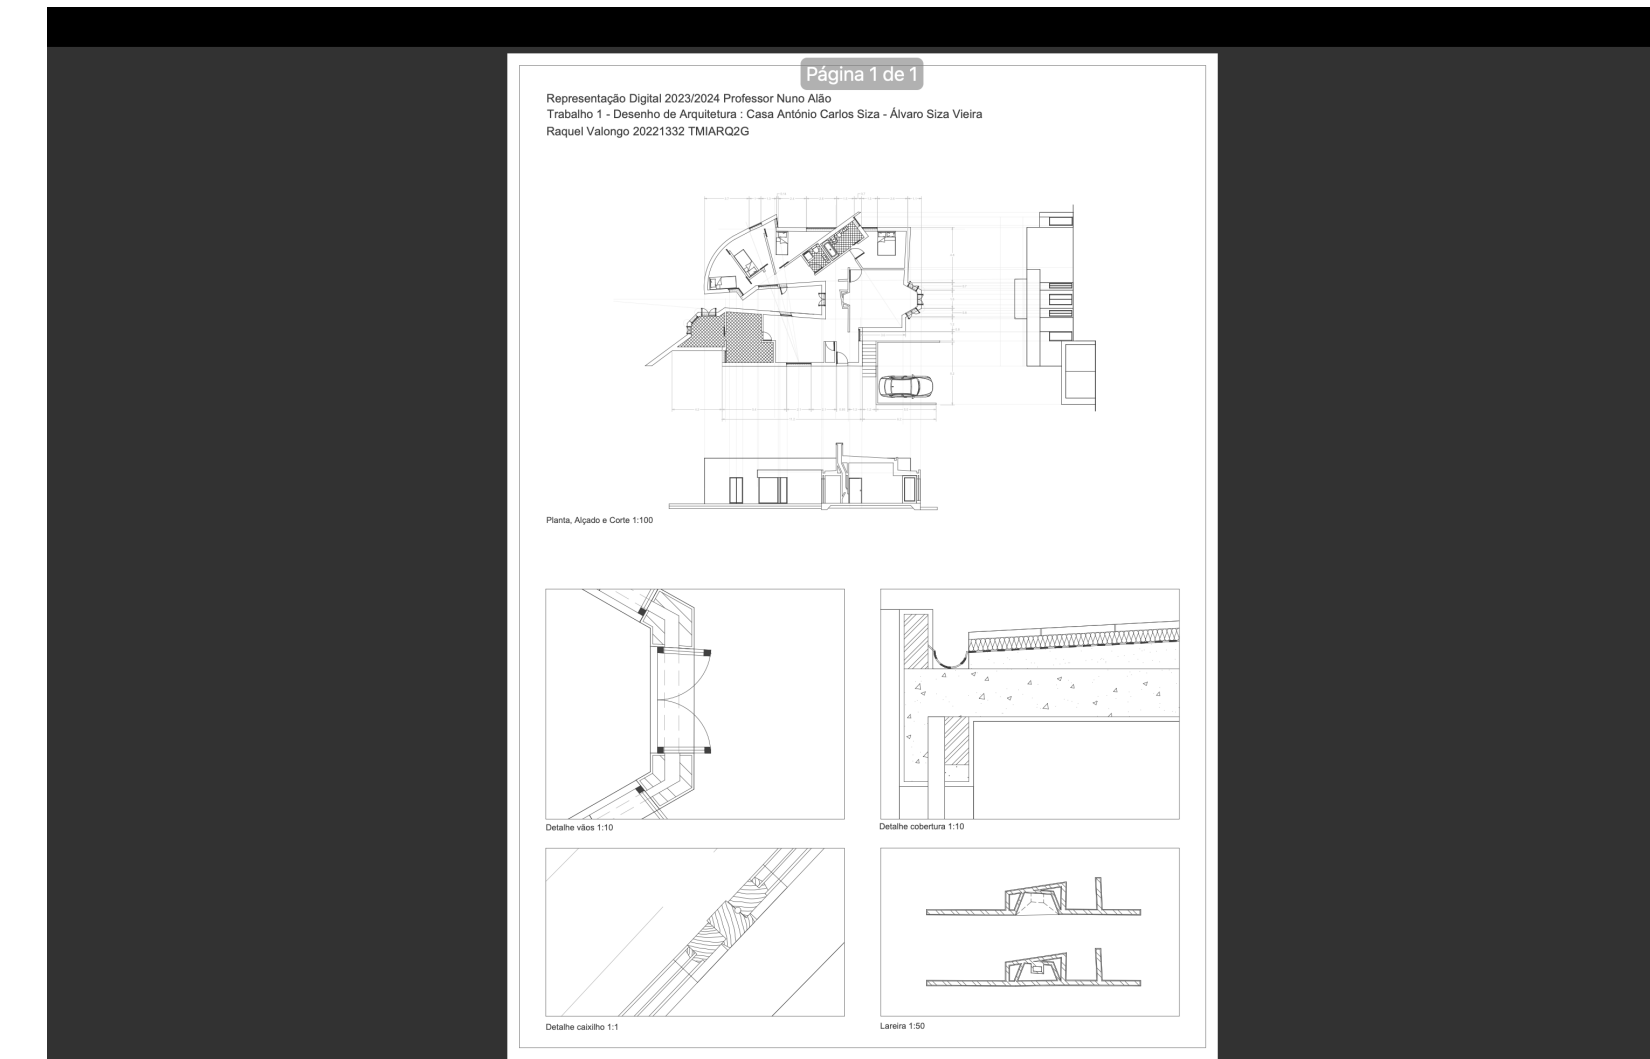 Página 1 de 1
Representação Digital 2023/2024 Professor Nuno Alão
Trabalho 1 - Desenho de Arquitetura : Casa António Carlos Siza - Álvaro Siza Vieira
Raquel Valongo 20221332 TMIARQ2G
Planta, Alçado e Corte 1:100
Detalhe vãos 1:10
Detalhe cobertura 1:10
Detalhe caixilho 1:1
Lareira 1:50